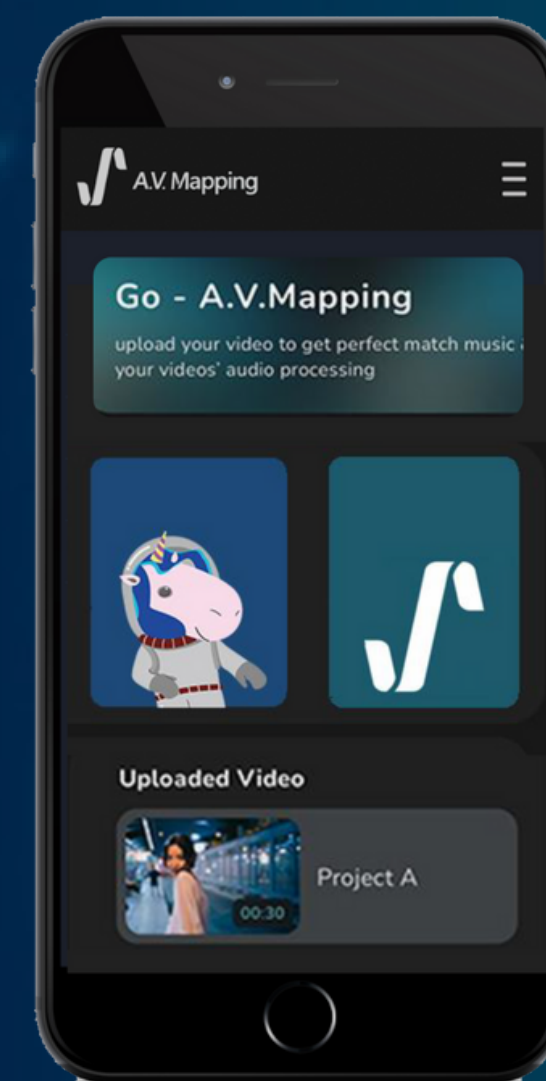 A.V. Mapping
Go - A.V.Mapping
upload your video to get perfect match music
your videos' audio processing
Uploaded Video
00:30
Project A